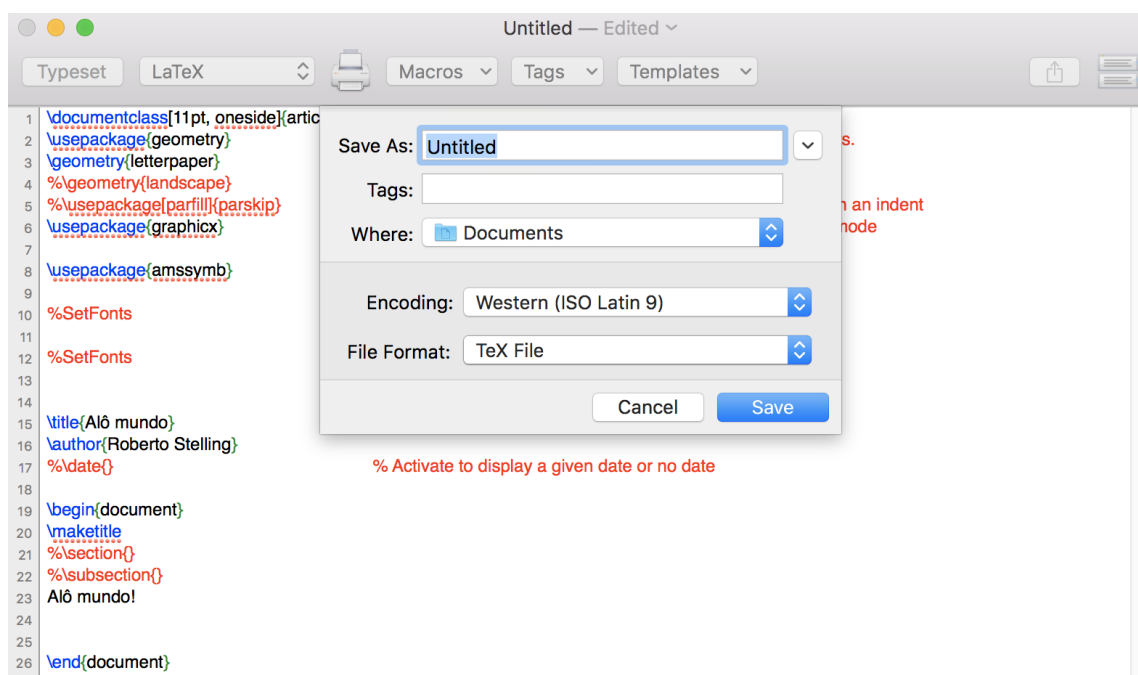 Untitled — Edited
Typeset LaTeX Macros Tags Templates
Save As: Untitled
Tags:
Where: Documents
Encoding: Western (ISO Latin 9)
File Format: TeX File
Cancel Save
1 \documentclass[11pt, oneside]{artic
2 \usepackage{geometry} s.
3 \geometry{letterpaper}
4 %\geometry{landscape}
5 %\usepackage[parfill]{parskip} n an indent
6 \usepackage{graphicx} node
7
8 \usepackage{amssymb}
9
10 %SetFonts
11
12 %SetFonts
13
14
15 \title{Alô mundo}
16 \author{Roberto Stelling}
17 %\date{} % Activate to display a given date or no date
18
19 \begin{document}
20 \maketitle
21 %\section{}
22 %\subsection{}
23 Alô mundo!
24
25
26 \end{document}